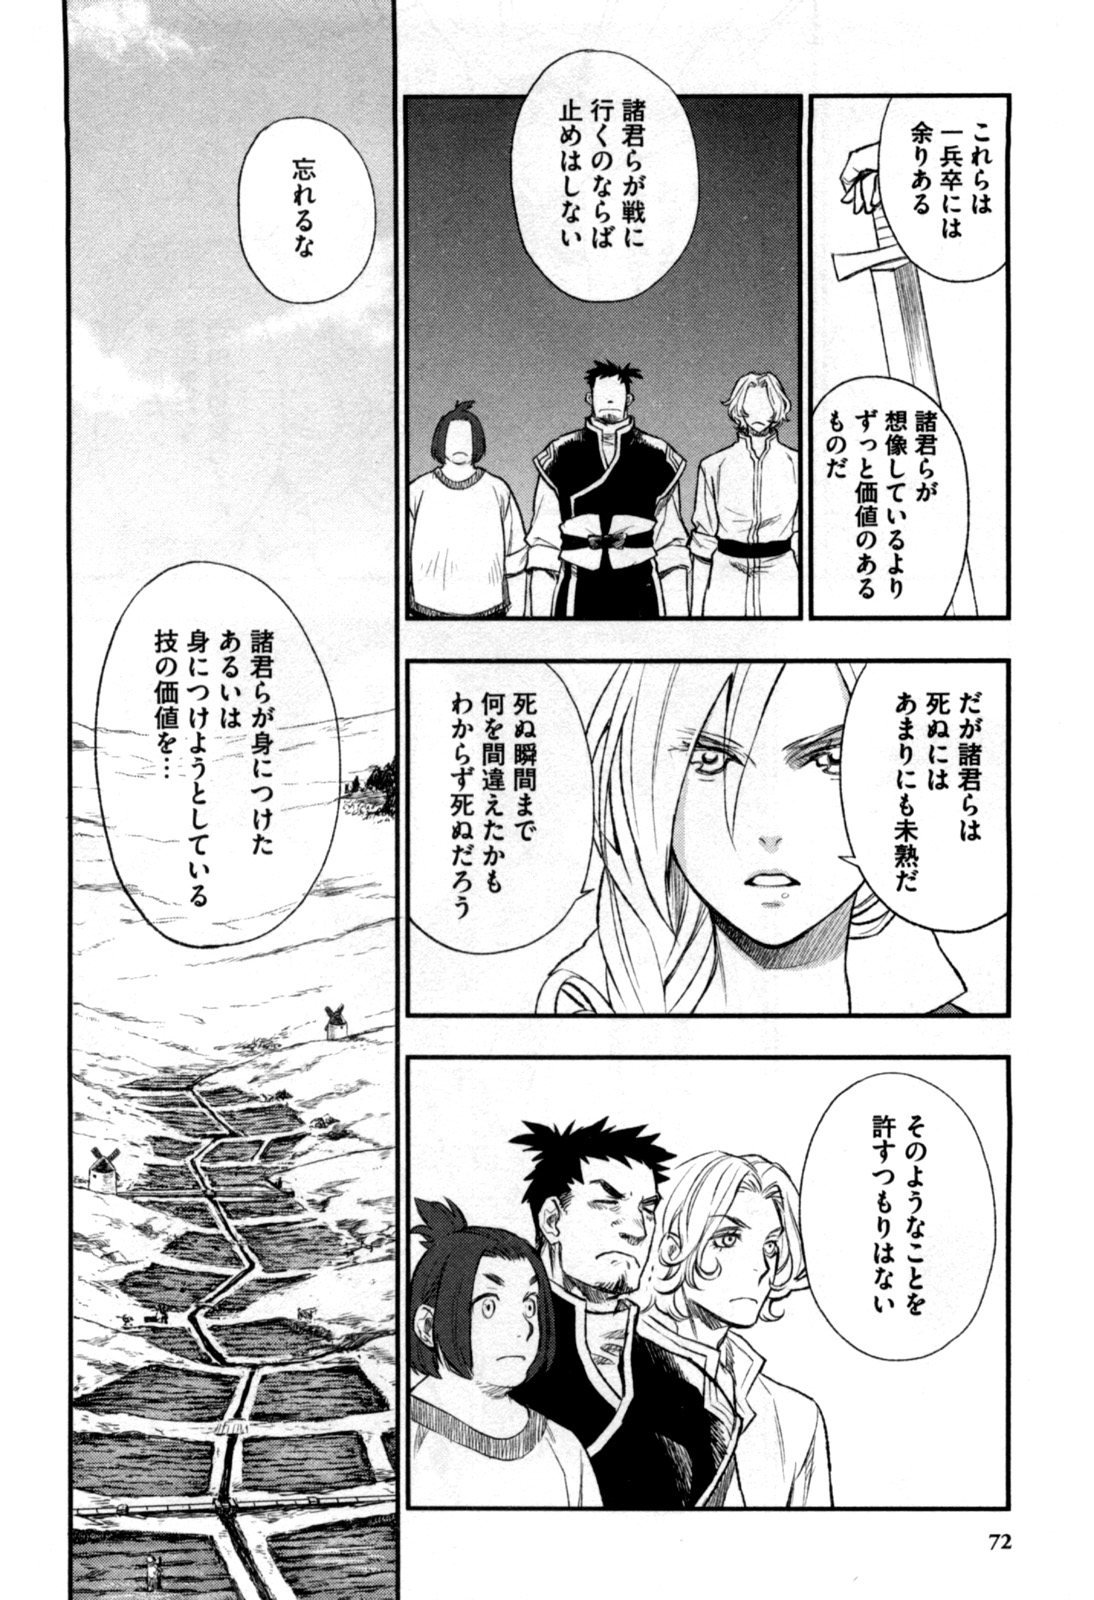 これらは
一兵卒には
余りある
諸君らが
想像しているより
ずっと価値のある
ものだ
諸君らが戦に
行くのならば
止めはしない
だが諸君らは
死ぬには
あまりにも未熟だ
死ぬ瞬間まで
何を間違えたかも
わからず死ぬだろう
そのようなことを
許すつもりはない
忘れるな
諸君らが身につけた
あるいは
身につけようとしている
技の価値を…
72